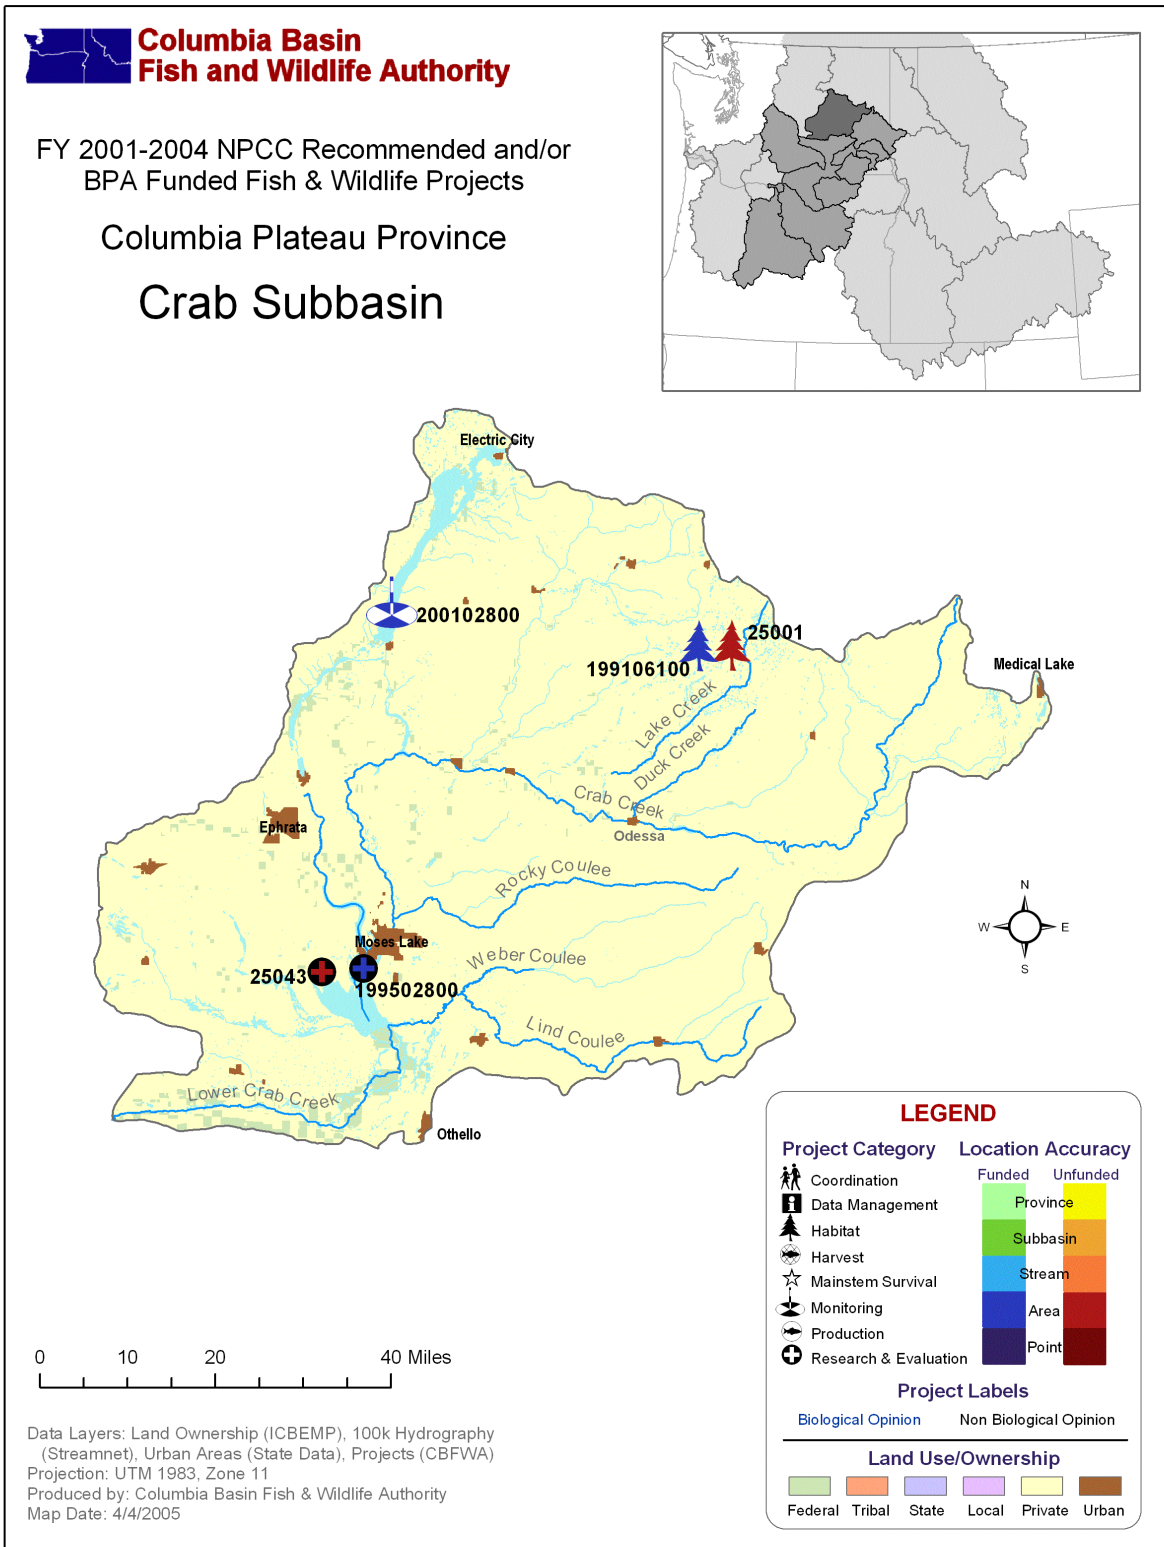 Columbia Basin
Fish and Wildlife Authority
FY 2001-2004 NPCC Recommended and/or
BPA Funded Fish & Wildlife Projects
Columbia Plateau Province
Crab Subbasin
Electric City
200102800
25001
199106100
Medical Lake
Lake Creek
Duck Creek
Crab Creek
Odessa
Ephrata
Rocky Coulee
Moses Lake
Weber Coulee
25043
199502800
Lind Coulee
Lower Crab Creek
Othello
N
W E
S
LEGEND
Project Category
Coordination
Data Management
Habitat
Harvest
Mainstem Survival
Monitoring
Production
Research & Evaluation
Location Accuracy
Funded Unfunded
Province
Subbasin
Stream
Area
Point
Project Labels
Biological Opinion Non Biological Opinion
Land Use/Ownership
Federal Tribal State Local Private Urban
0 10 20 40 Miles
Data Layers: Land Ownership (ICBEMP), 100k Hydrography
(Streamnet), Urban Areas (State Data), Projects (CBFWA)
Projection: UTM 1983, Zone 11
Produced by: Columbia Basin Fish & Wildlife Authority
Map Date: 4/4/2005